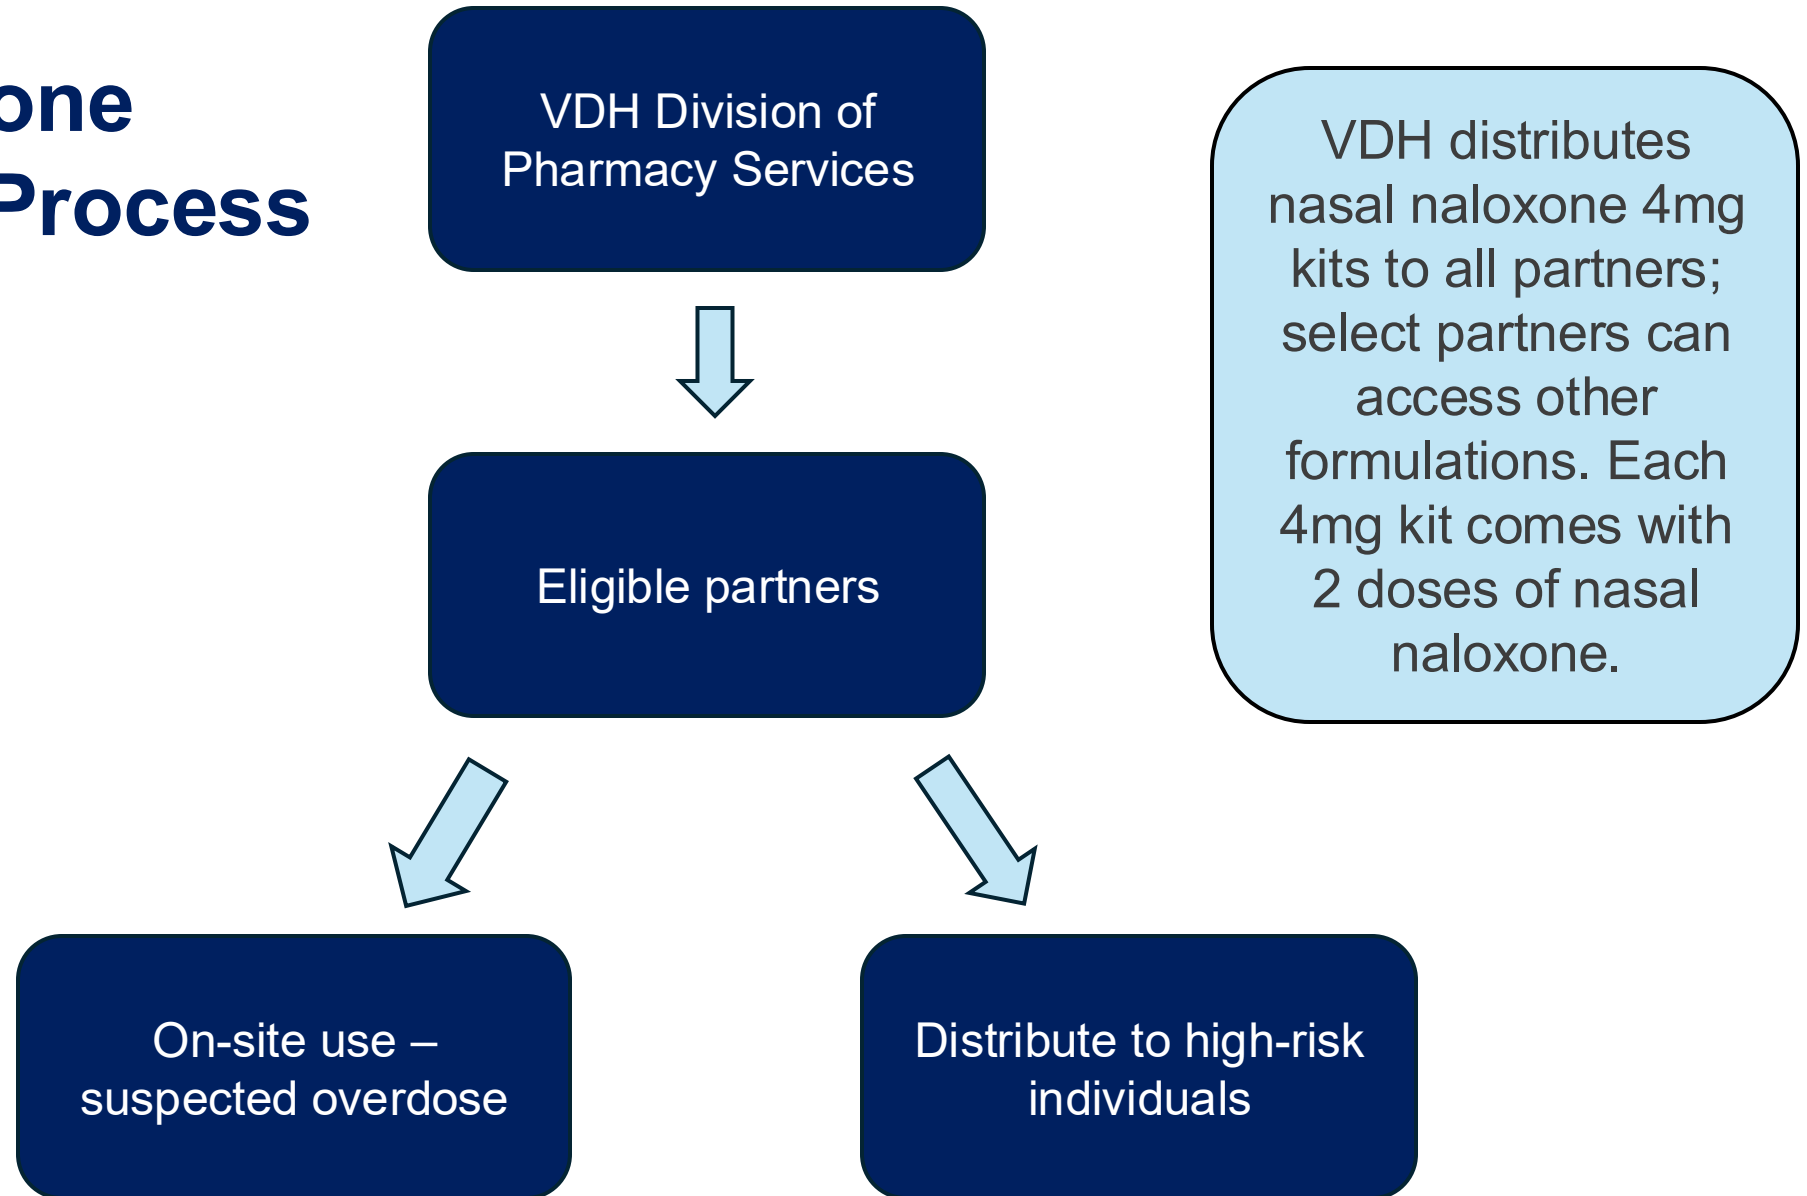 one
Process
VDH Division of
Pharmacy Services
VDH distributes
nasal naloxone 4mg
kits to all partners;
select partners can
access other
formulations. Each
4mg kit comes with
2 doses of nasal
naloxone.
Eligible partners
On-site use –
suspected overdose
Distribute to high-risk
individuals